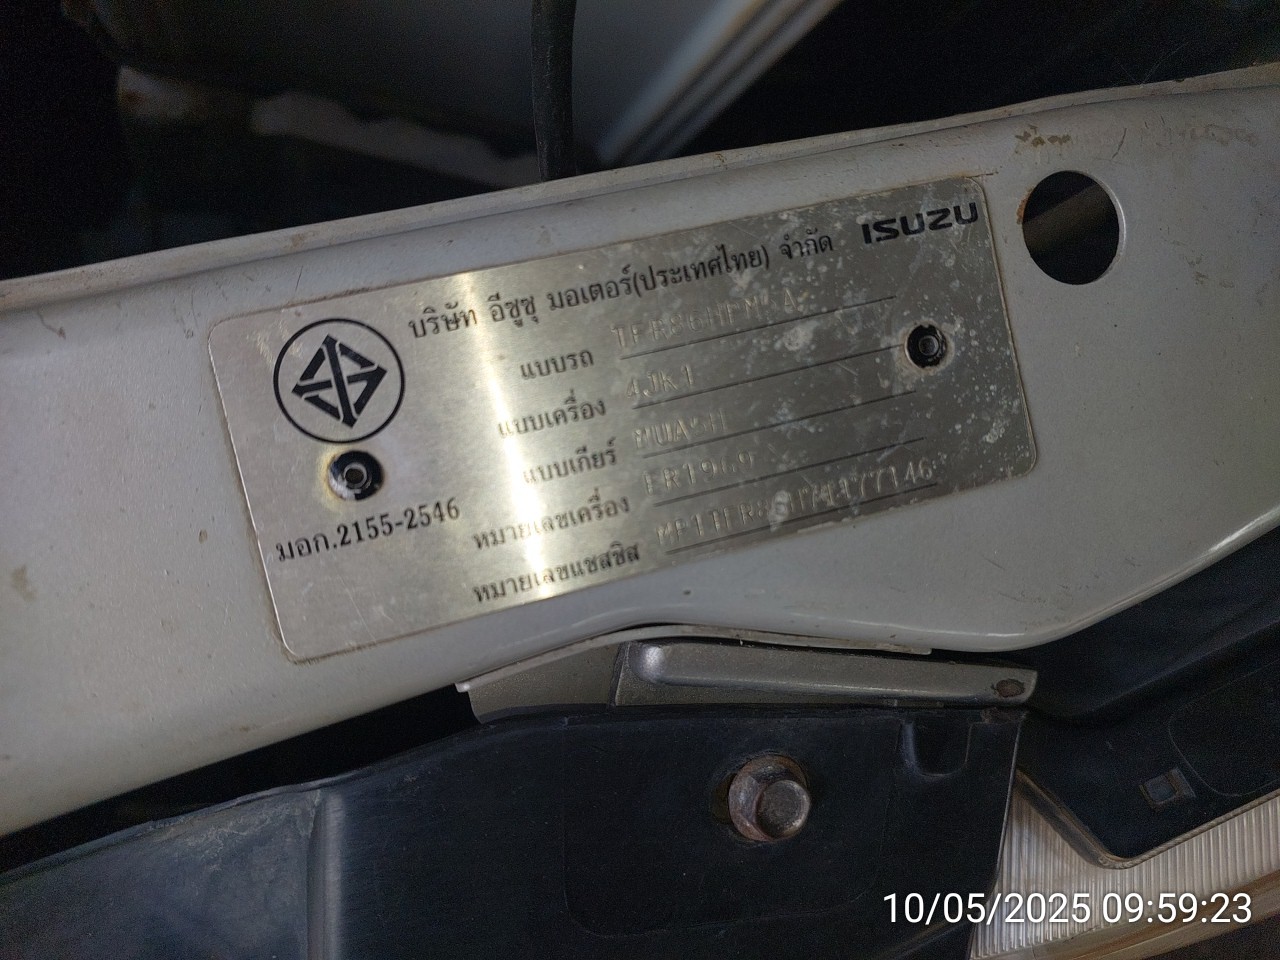 ISUZU
บริษัท อีซูซุ มอเตอร์(ประเทศไทย) จำกัด
แบบรถ
แบบเครื่อง 4JK1
แบบเกียร์
หมายเลขเครื่อง
หมายเลขแชสซิส
มอก.2155-2546
10/05/2025 09:59:23